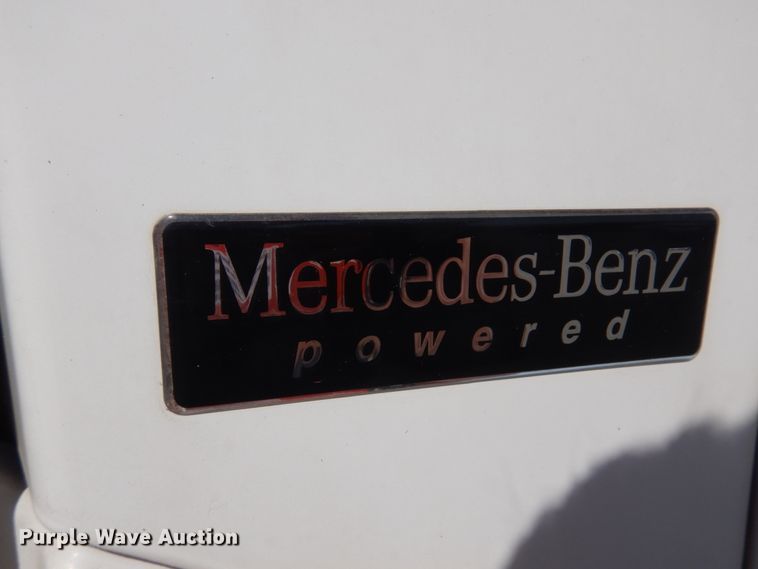 Mercedes-Benz
powered
Purple Wave Auction